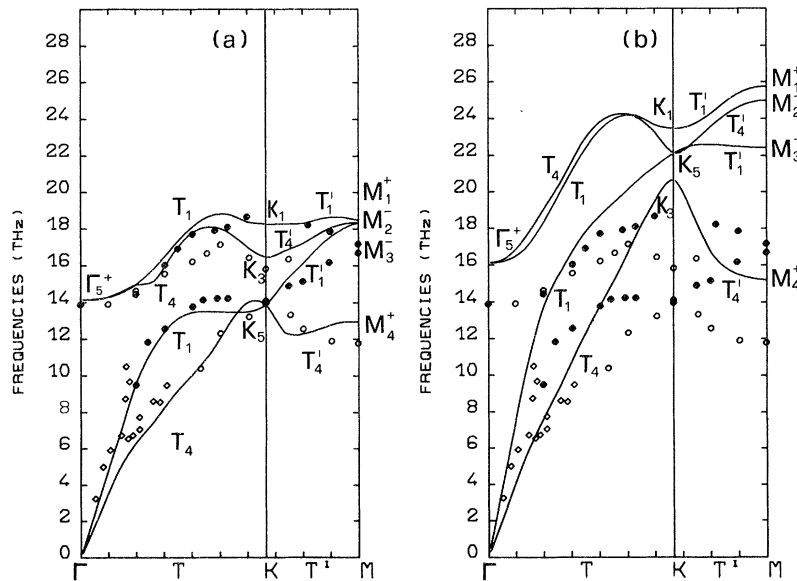 (a)
FREQUENCIES (THz)
28
26
24
22
20
18
16
14
12
10
8
6
4
2
0
Γ₅⁺
T₁
T₄
T₁
T₄
K₁
K₃
K₅
T₁'
T₄'
T₁'
T₄'
M₁⁺
M₂⁻
M₃⁻
M₄⁺
Γ T K T' M
(b)
FREQUENCIES (THz)
28
26
24
22
20
18
16
14
12
10
8
6
4
2
0
Γ₅⁺
T₄
T₁
T₁
T₄
K₁
K₅
K₃
T₁'
T₄'
T₁'
T₄'
M₁⁺
M₂⁻
M₃⁻
M₄⁺
Γ T K T' M